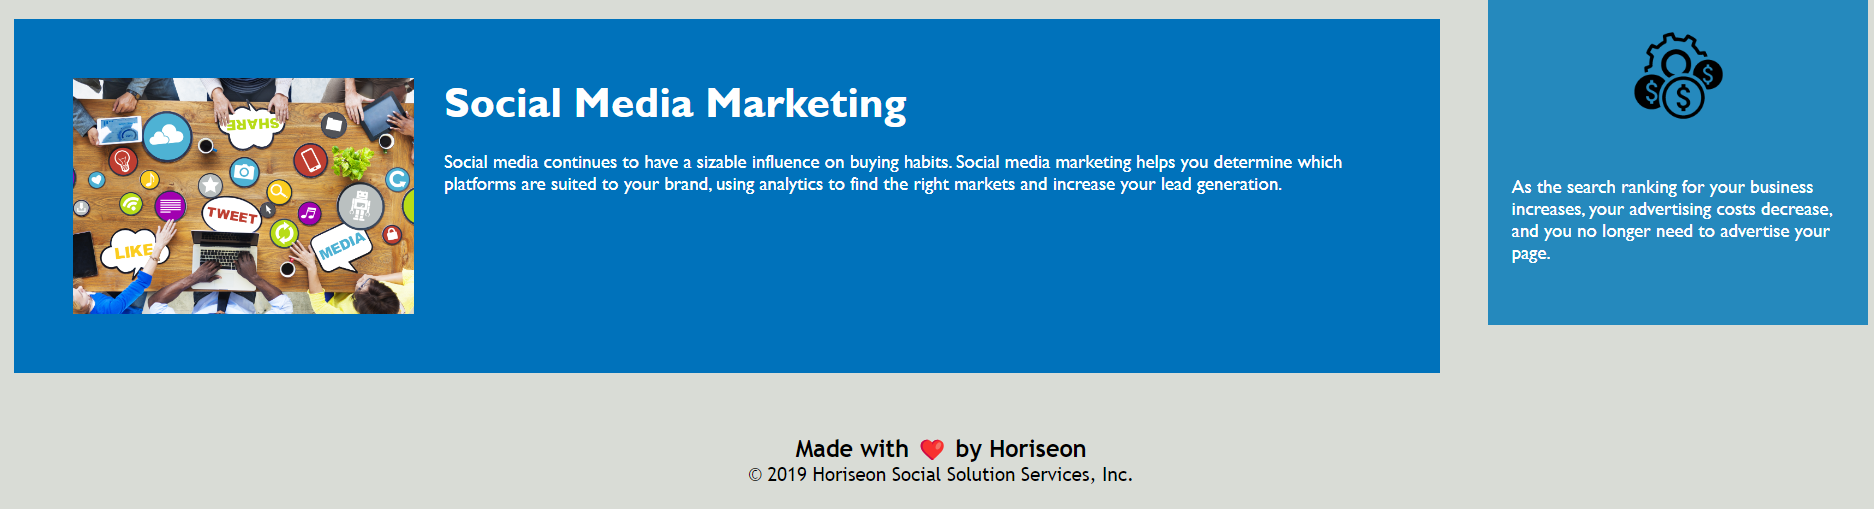 Social Media Marketing
Social media continues to have a sizable influence on buying habits. Social media marketing helps you determine which
platforms are suited to your brand, using analytics to find the right markets and increase your lead generation.
SHARE
TWEET
LIKE
MEDIA
$
$
$
As the search ranking for your business
increases, your advertising costs decrease,
and you no longer need to advertise your
page.
Made with ❤️ by Horiseon
© 2019 Horiseon Social Solution Services, Inc.